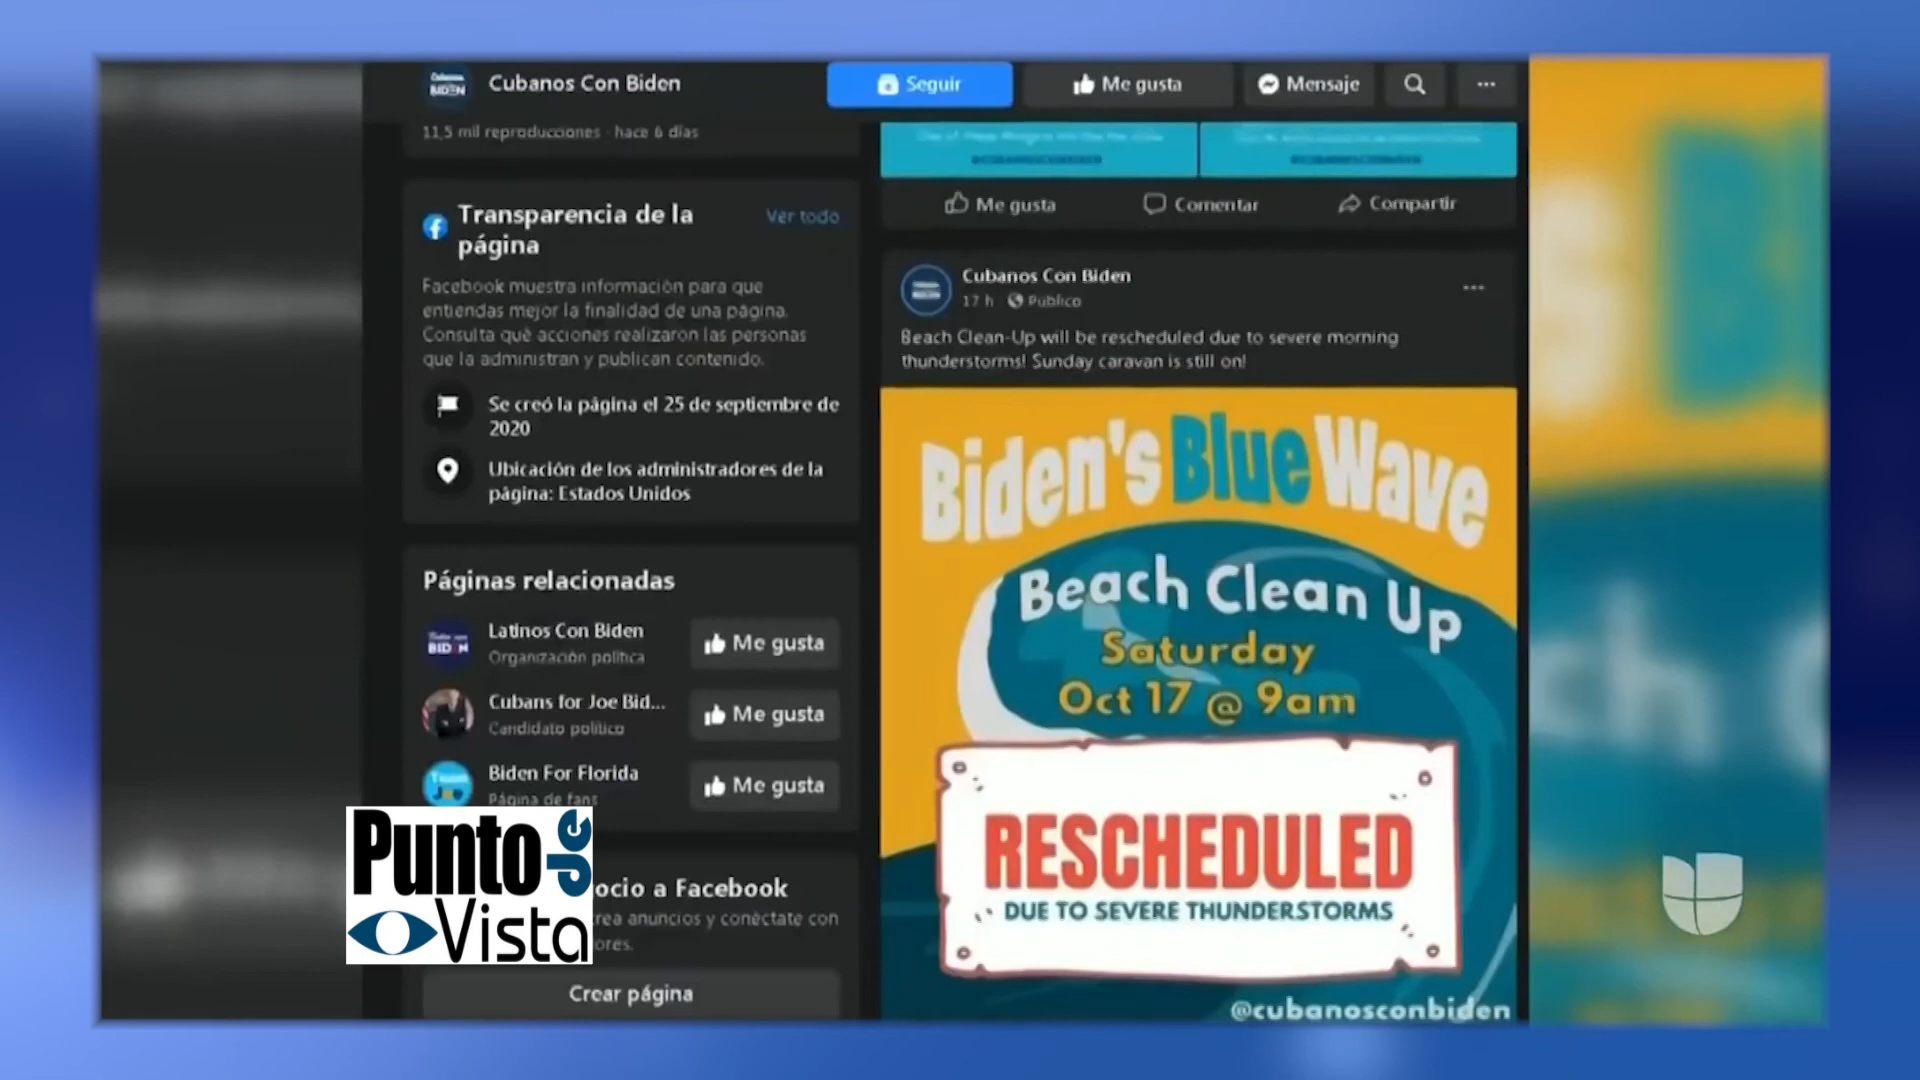 Cubanos Con Biden
Seguir
Me gusta
Mensaje
11,5 mil reproducciones · hace 6 días
Transparencia de la
página
Ver todo
Facebook muestra información para que
entiendas mejor la finalidad de una página.
Consulta qué acciones realizaron las personas
que la administran y publican contenido.
Se creó la página el 25 de septiembre de
2020
Ubicación de los administradores de la
página: Estados Unidos
Páginas relacionadas
Latinos Con Biden
Organización política
Me gusta
Cubans for Joe Bid...
Candidato político
Me gusta
Biden For Florida
Página de fans
Me gusta
ocio a Facebook
rea anuncios y conéctate con
ores.
Crear página
Punto de
Vista
Me gusta
Comentar
Compartir
Cubanos Con Biden
17 h · Público
Beach Clean-Up will be rescheduled due to severe morning
thunderstorms! Sunday caravan is still on!
Biden's Blue Wave
Beach Clean Up
Saturday
Oct 17 @ 9am
RESCHEDULED
DUE TO SEVERE THUNDERSTORMS
@cubanosconbiden